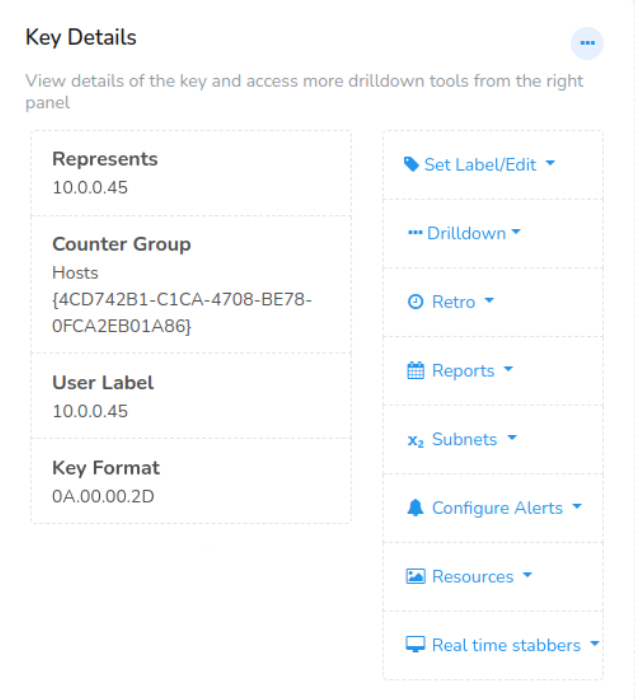 Key Details
View details of the key and access more drilldown tools from the right
panel
Represents
10.0.0.45
Counter Group
Hosts
{4CD742B1-C1CA-4708-BE78-
0FCA2EB01A86}
User Label
10.0.0.45
Key Format
0A.00.00.2D
Set Label/Edit
Drilldown
Retro
Reports
x₂ Subnets
Configure Alerts
Resources
Real time stabbers